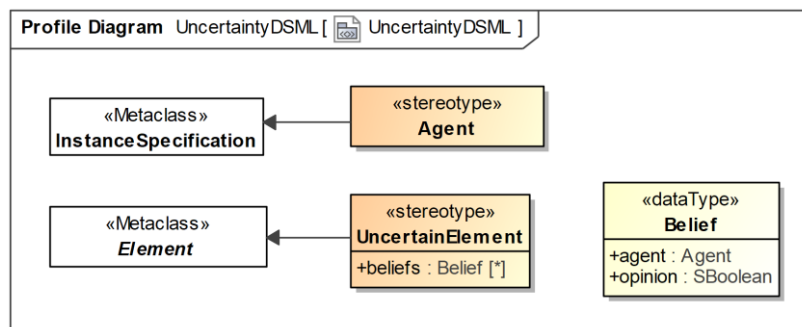 Profile Diagram UncertaintyDSML [ UncertaintyDSML ]
«Metaclass»
InstanceSpecification
«stereotype»
Agent
«Metaclass»
Element
«stereotype»
UncertainElement
+beliefs : Belief [*]
«dataType»
Belief
+agent : Agent
+opinion : SBoolean